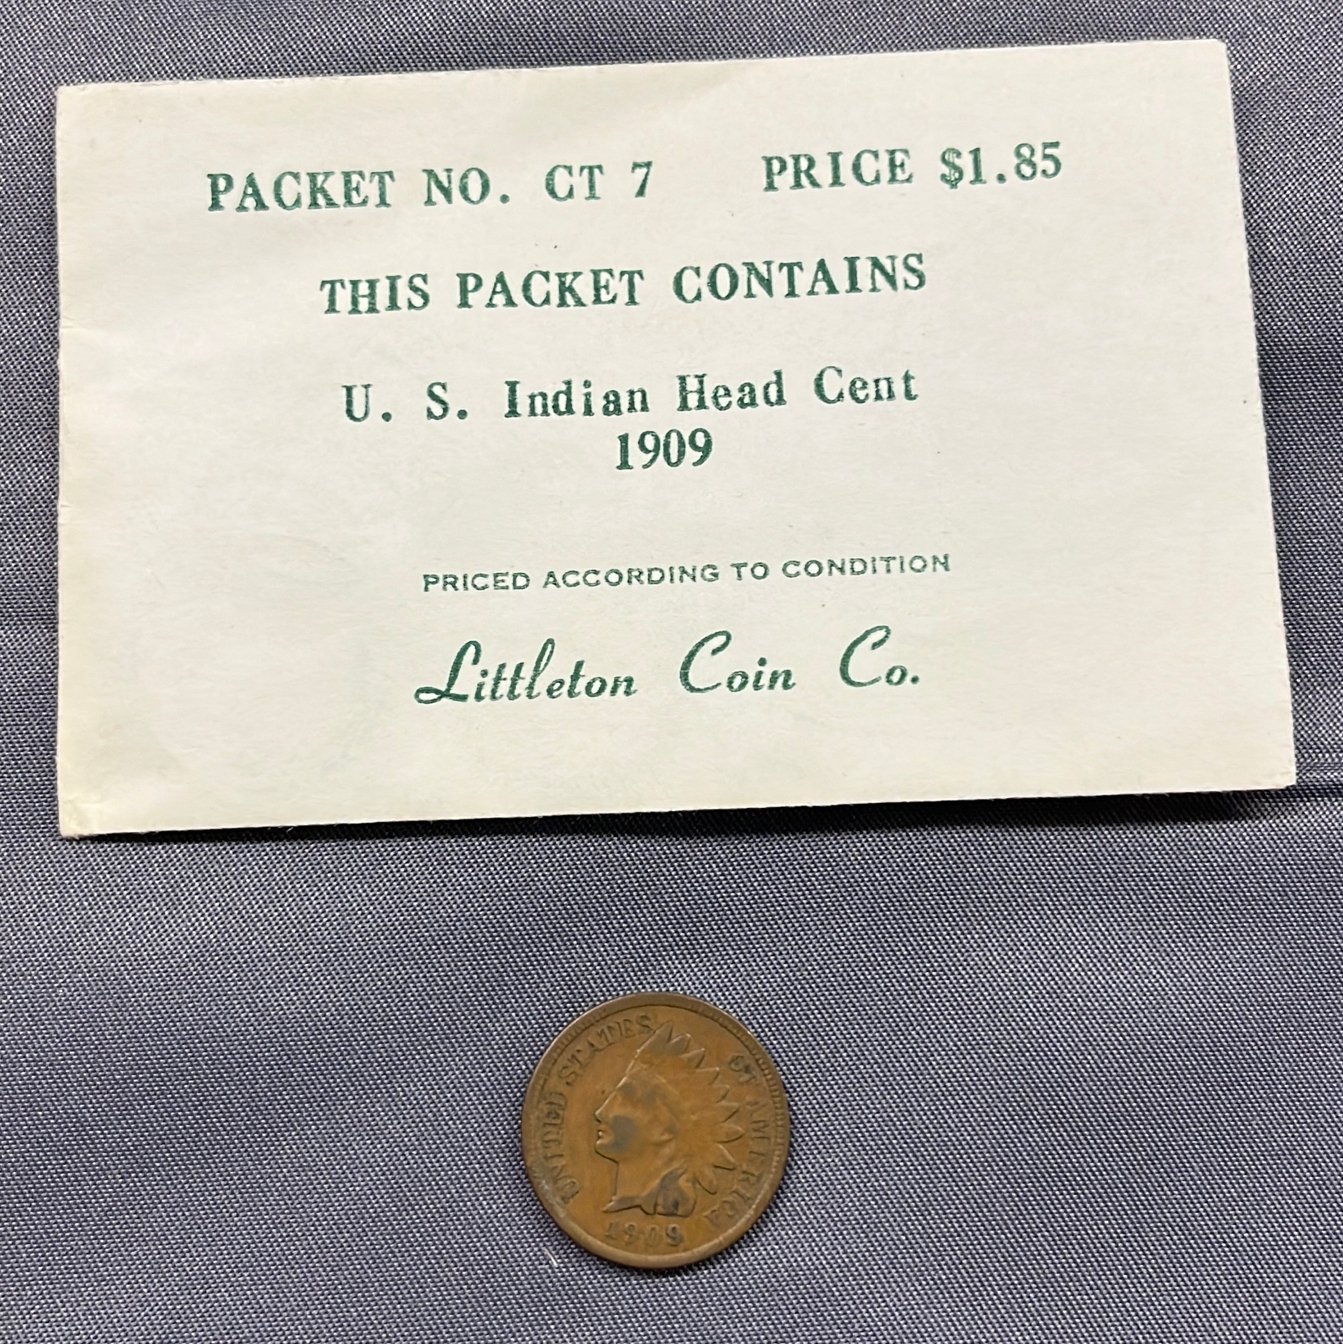 PACKET NO. CT 7 PRICE $1.85
THIS PACKET CONTAINS
U. S. Indian Head Cent
1909
PRICED ACCORDING TO CONDITION
Littleton Coin Co.
UNITED STATES OF AMERICA
1909